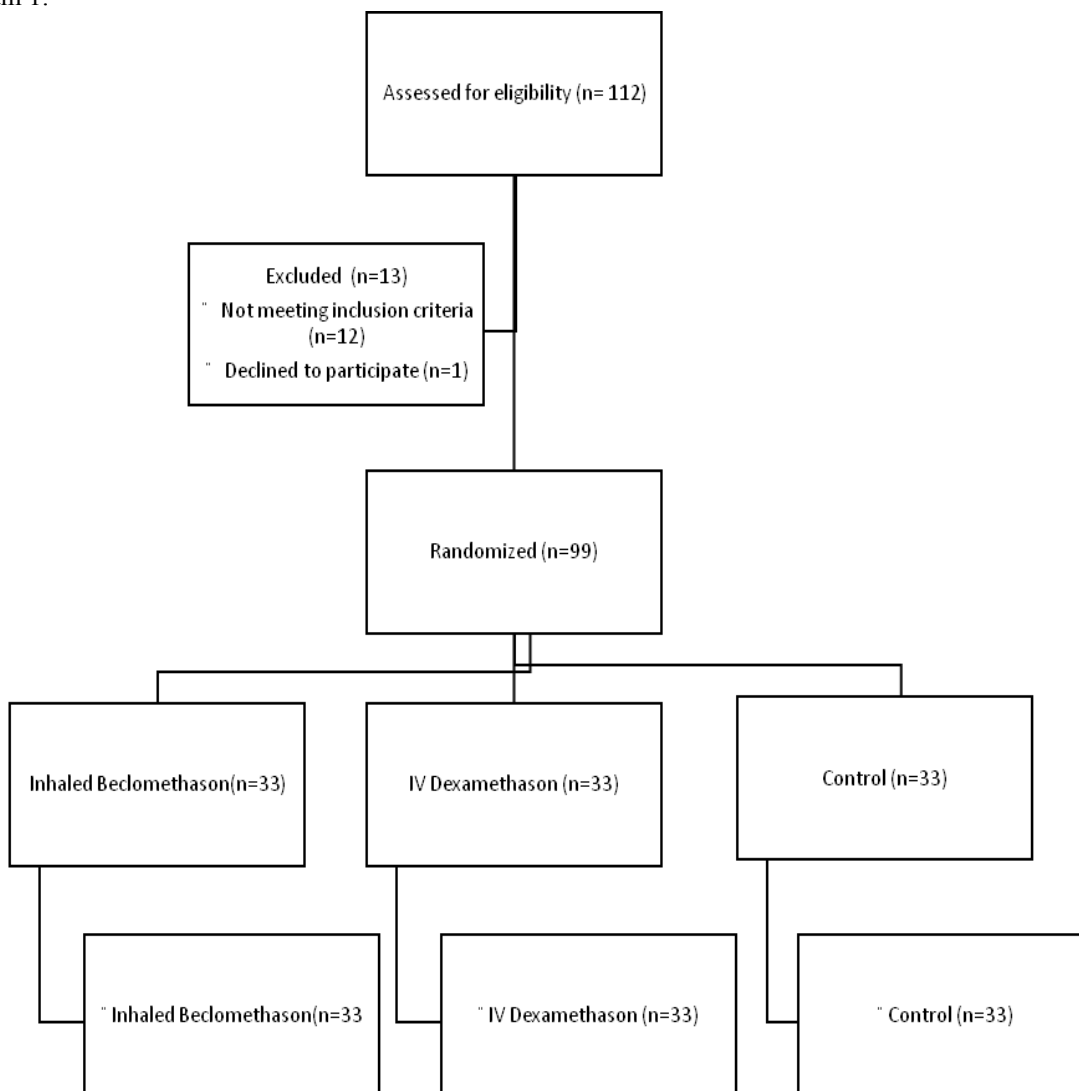 Assessed for eligibility (n= 112)
Excluded (n=13)
¨ Not meeting inclusion criteria
(n=12)
¨ Declined to participate (n=1)
Randomized (n=99)
Inhaled Beclomethason(n=33)
IV Dexamethason (n=33)
Control (n=33)
¨ Inhaled Beclomethason(n=33
¨ IV Dexamethason (n=33)
¨ Control (n=33)